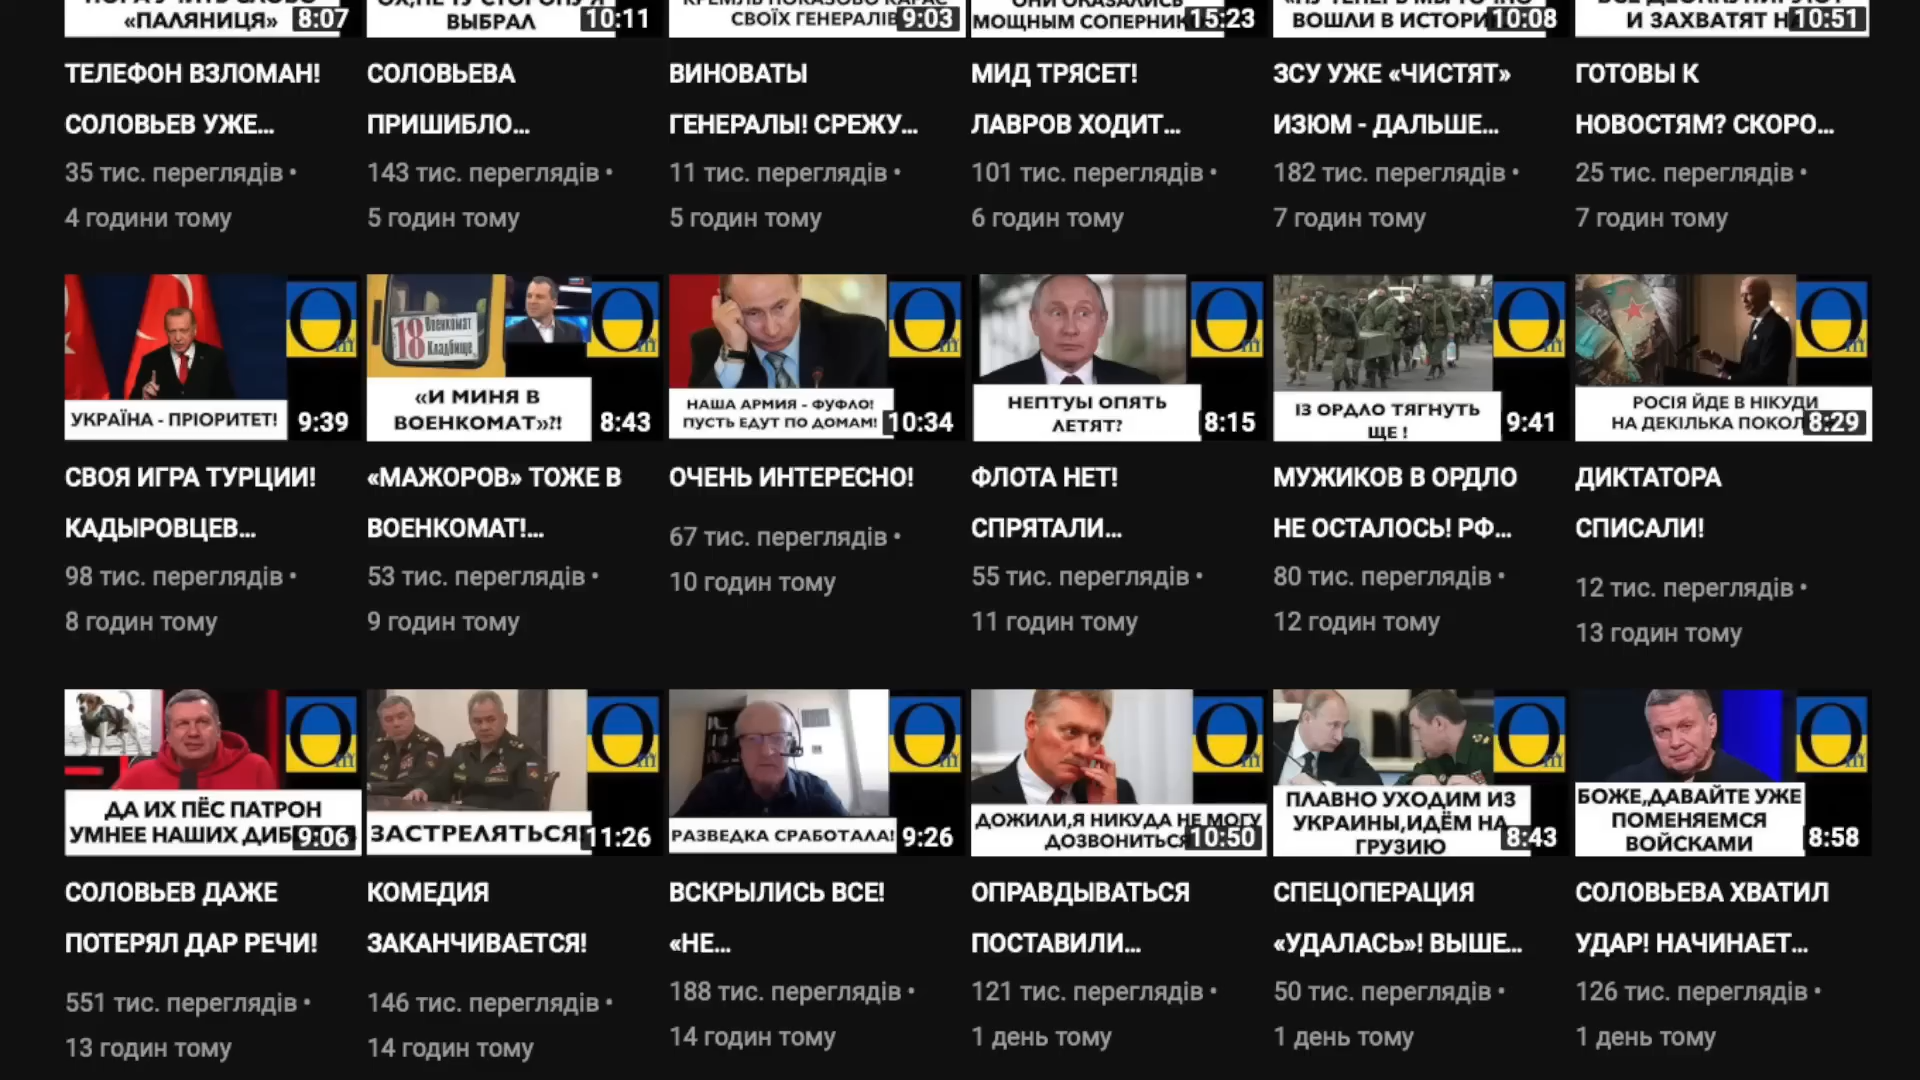 «ПАЛЯНИЦЯ» 8:07
ВЫБРАЛ 10:11
СВОЇХ ГЕНЕРАЛІВ 9:03
МОЩНЫМ СОПЕРНИК 15:23
ВОШЛИ В ИСТОРИ 10:08
И ЗАХВАТЯТ Н 10:51
ТЕЛЕФОН ВЗЛОМАН!
СОЛОВЬЕВ УЖЕ...
35 тис. переглядів •
4 години тому
СОЛОВЬЕВА
ПРИШИБЛО...
143 тис. переглядів •
5 годин тому
ВИНОВАТЫ
ГЕНЕРАЛЫ! СРЕЖУ...
11 тис. переглядів •
5 годин тому
МИД ТРЯСЕТ!
ЛАВРОВ ХОДИТ...
101 тис. переглядів •
6 годин тому
ЗСУ УЖЕ «ЧИСТЯТ»
ИЗЮМ - ДАЛЬШЕ...
182 тис. переглядів •
7 годин тому
ГОТОВЫ К
НОВОСТЯМ? СКОРО...
25 тис. переглядів •
7 годин тому
УКРАЇНА - ПРІОРИТЕТ! 9:39
СВОЯ ИГРА ТУРЦИИ!
КАДЫРОВЦЕВ...
98 тис. переглядів •
8 годин тому
18 Военкомат
Кладбище
«И МИНЯ В
ВОЕНКОМАТ»?! 8:43
«МАЖОРОВ» ТОЖЕ В
ВОЕНКОМАТ!...
53 тис. переглядів •
9 годин тому
НАША АРМИЯ - ФУФЛО!
ПУСТЬ ЕДУТ ПО ДОМАМ! 10:34
ОЧЕНЬ ИНТЕРЕСНО!
67 тис. переглядів •
10 годин тому
НЕПТУЫ ОПЯТЬ
ЛЕТЯТ? 8:15
ФЛОТА НЕТ!
СПРЯТАЛИ...
55 тис. переглядів •
11 годин тому
ІЗ ОРДЛО ТЯГНУТЬ
ЩЕ ! 9:41
МУЖИКОВ В ОРДЛО
НЕ ОСТАЛОСЬ! РФ...
80 тис. переглядів •
12 годин тому
РОСІЯ ЙДЕ В НІКУДИ
НА ДЕКІЛЬКА ПОКОЛ 8:29
ДИКТАТОРА
СПИСАЛИ!
12 тис. переглядів •
13 годин тому
ДА ИХ ПЁС ПАТРОН
УМНЕЕ НАШИХ ДИБ 9:06
СОЛОВЬЕВ ДАЖЕ
ПОТЕРЯЛ ДАР РЕЧИ!
551 тис. переглядів •
13 годин тому
ЗАСТРЕЛЯТЬСЯ! 11:26
КОМЕДИЯ
ЗАКАНЧИВАЕТСЯ!
146 тис. переглядів •
14 годин тому
РАЗВЕДКА СРАБОТАЛА! 9:26
ВСКРЫЛИСЬ ВСЕ!
«НЕ...
188 тис. переглядів •
14 годин тому
ДОЖИЛИ,Я НИКУДА НЕ МОГУ
ДОЗВОНИТЬСЯ 10:50
ОПРАВДЫВАТЬСЯ
ПОСТАВИЛИ...
121 тис. переглядів •
1 день тому
ПЛАВНО УХОДИМ ИЗ
УКРАИНЫ,ИДЁМ НА
ГРУЗИЮ 8:43
СПЕЦОПЕРАЦИЯ
«УДАЛАСЬ»! ВЫШЕ...
50 тис. переглядів •
1 день тому
БОЖЕ,ДАВАЙТЕ УЖЕ
ПОМЕНЯЕМСЯ
ВОЙСКАМИ 8:58
СОЛОВЬЕВА ХВАТИЛ
УДАР! НАЧИНАЕТ...
126 тис. переглядів •
1 день тому